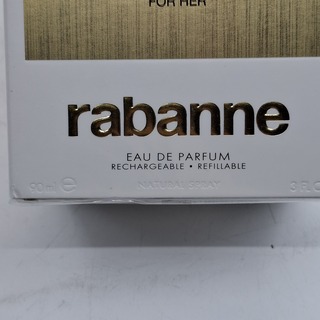 FOR HER
rabanne
EAU DE PARFUM
RECHARGEABLE • REFILLABLE
90ml ℮
NATURAL SPRAY